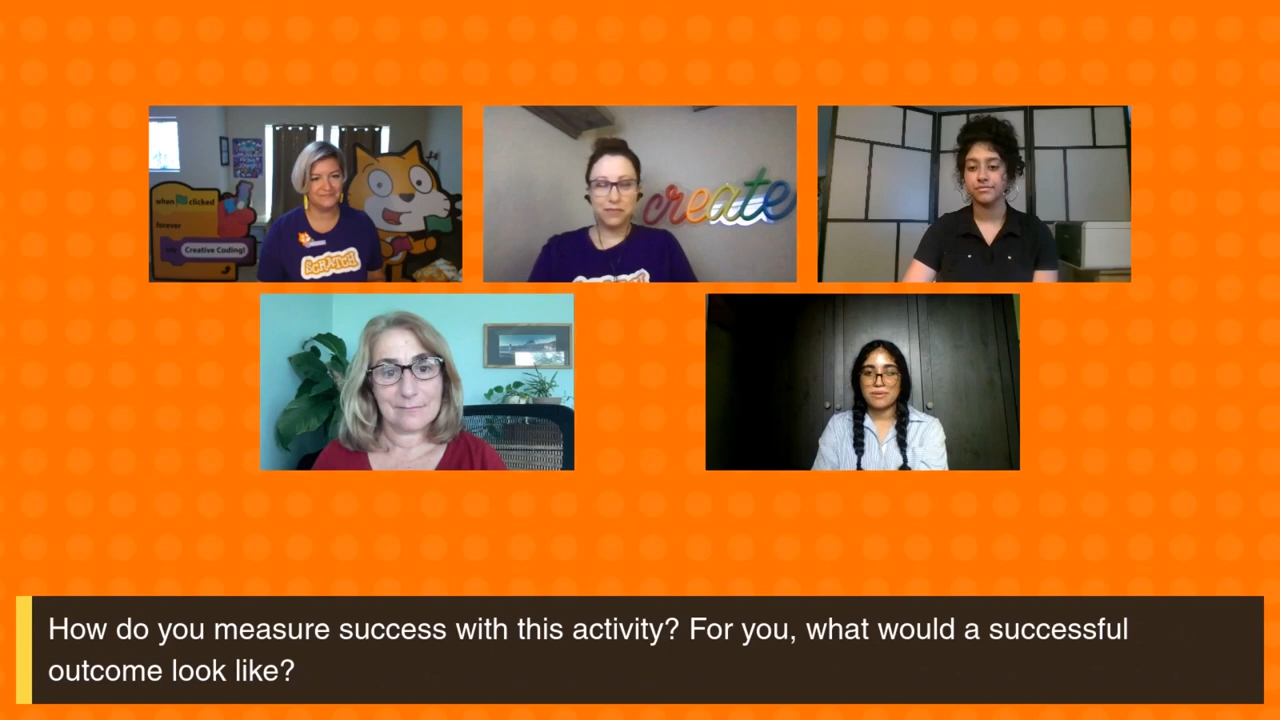 when clicked
forever
Creative Coding!
SCRATCH
create
How do you measure success with this activity? For you, what would a successful
outcome look like?